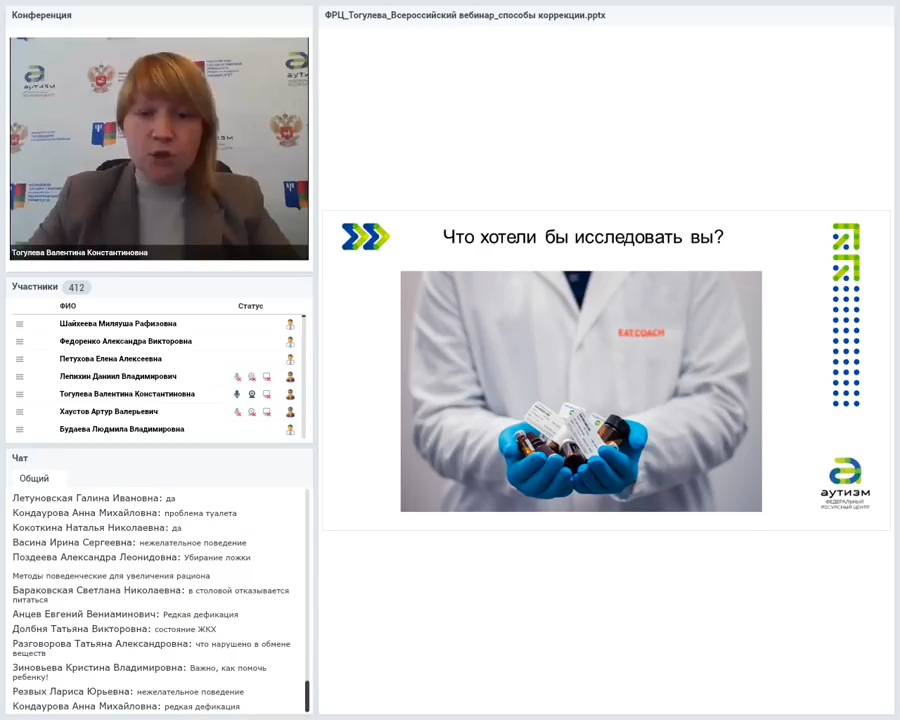 Конференция
Тогулева Валентина Константиновна
Участники 412
ФИО Статус
Шайхеева Миляуша Рафизовна
Федоренко Александра Викторовна
Петухова Елена Алексеевна
Лепихин Даниил Владимирович
Тогулева Валентина Константиновна
Хаустов Артур Валерьевич
Будаева Людмила Владимировна
Чат
Общий
Летуновская Галина Ивановна: да
Кондаурова Анна Михайловна: проблема туалета
Кокоткина Наталья Николаевна: да
Васина Ирина Сергеевна: нежелательное поведение
Поздеева Александра Леонидовна: Убирание ложки
Методы поведенческие для увеличения рациона
Бараковская Светлана Николаевна: в столовой отказывается
питаться
Анцев Евгений Вениаминович: Редкая дефикация
Долбня Татьяна Викторовна: состояние ЖКХ
Разговорова Татьяна Александровна: что нарушено в обмене
веществ
Зиновьева Кристина Владимировна: Важно, как помочь
ребенку!
Резвых Лариса Юрьевна: нежелательное поведение
Кондаурова Анна Михайловна: редкая дефикация
ФРЦ_Тогулева_Всероссийский вебинар_способы коррекции.pptx
Что хотели бы исследовать вы?
EAT.COACH
аутизм
ФЕДЕРАЛЬНЫЙ
РЕСУРСНЫЙ ЦЕНТР